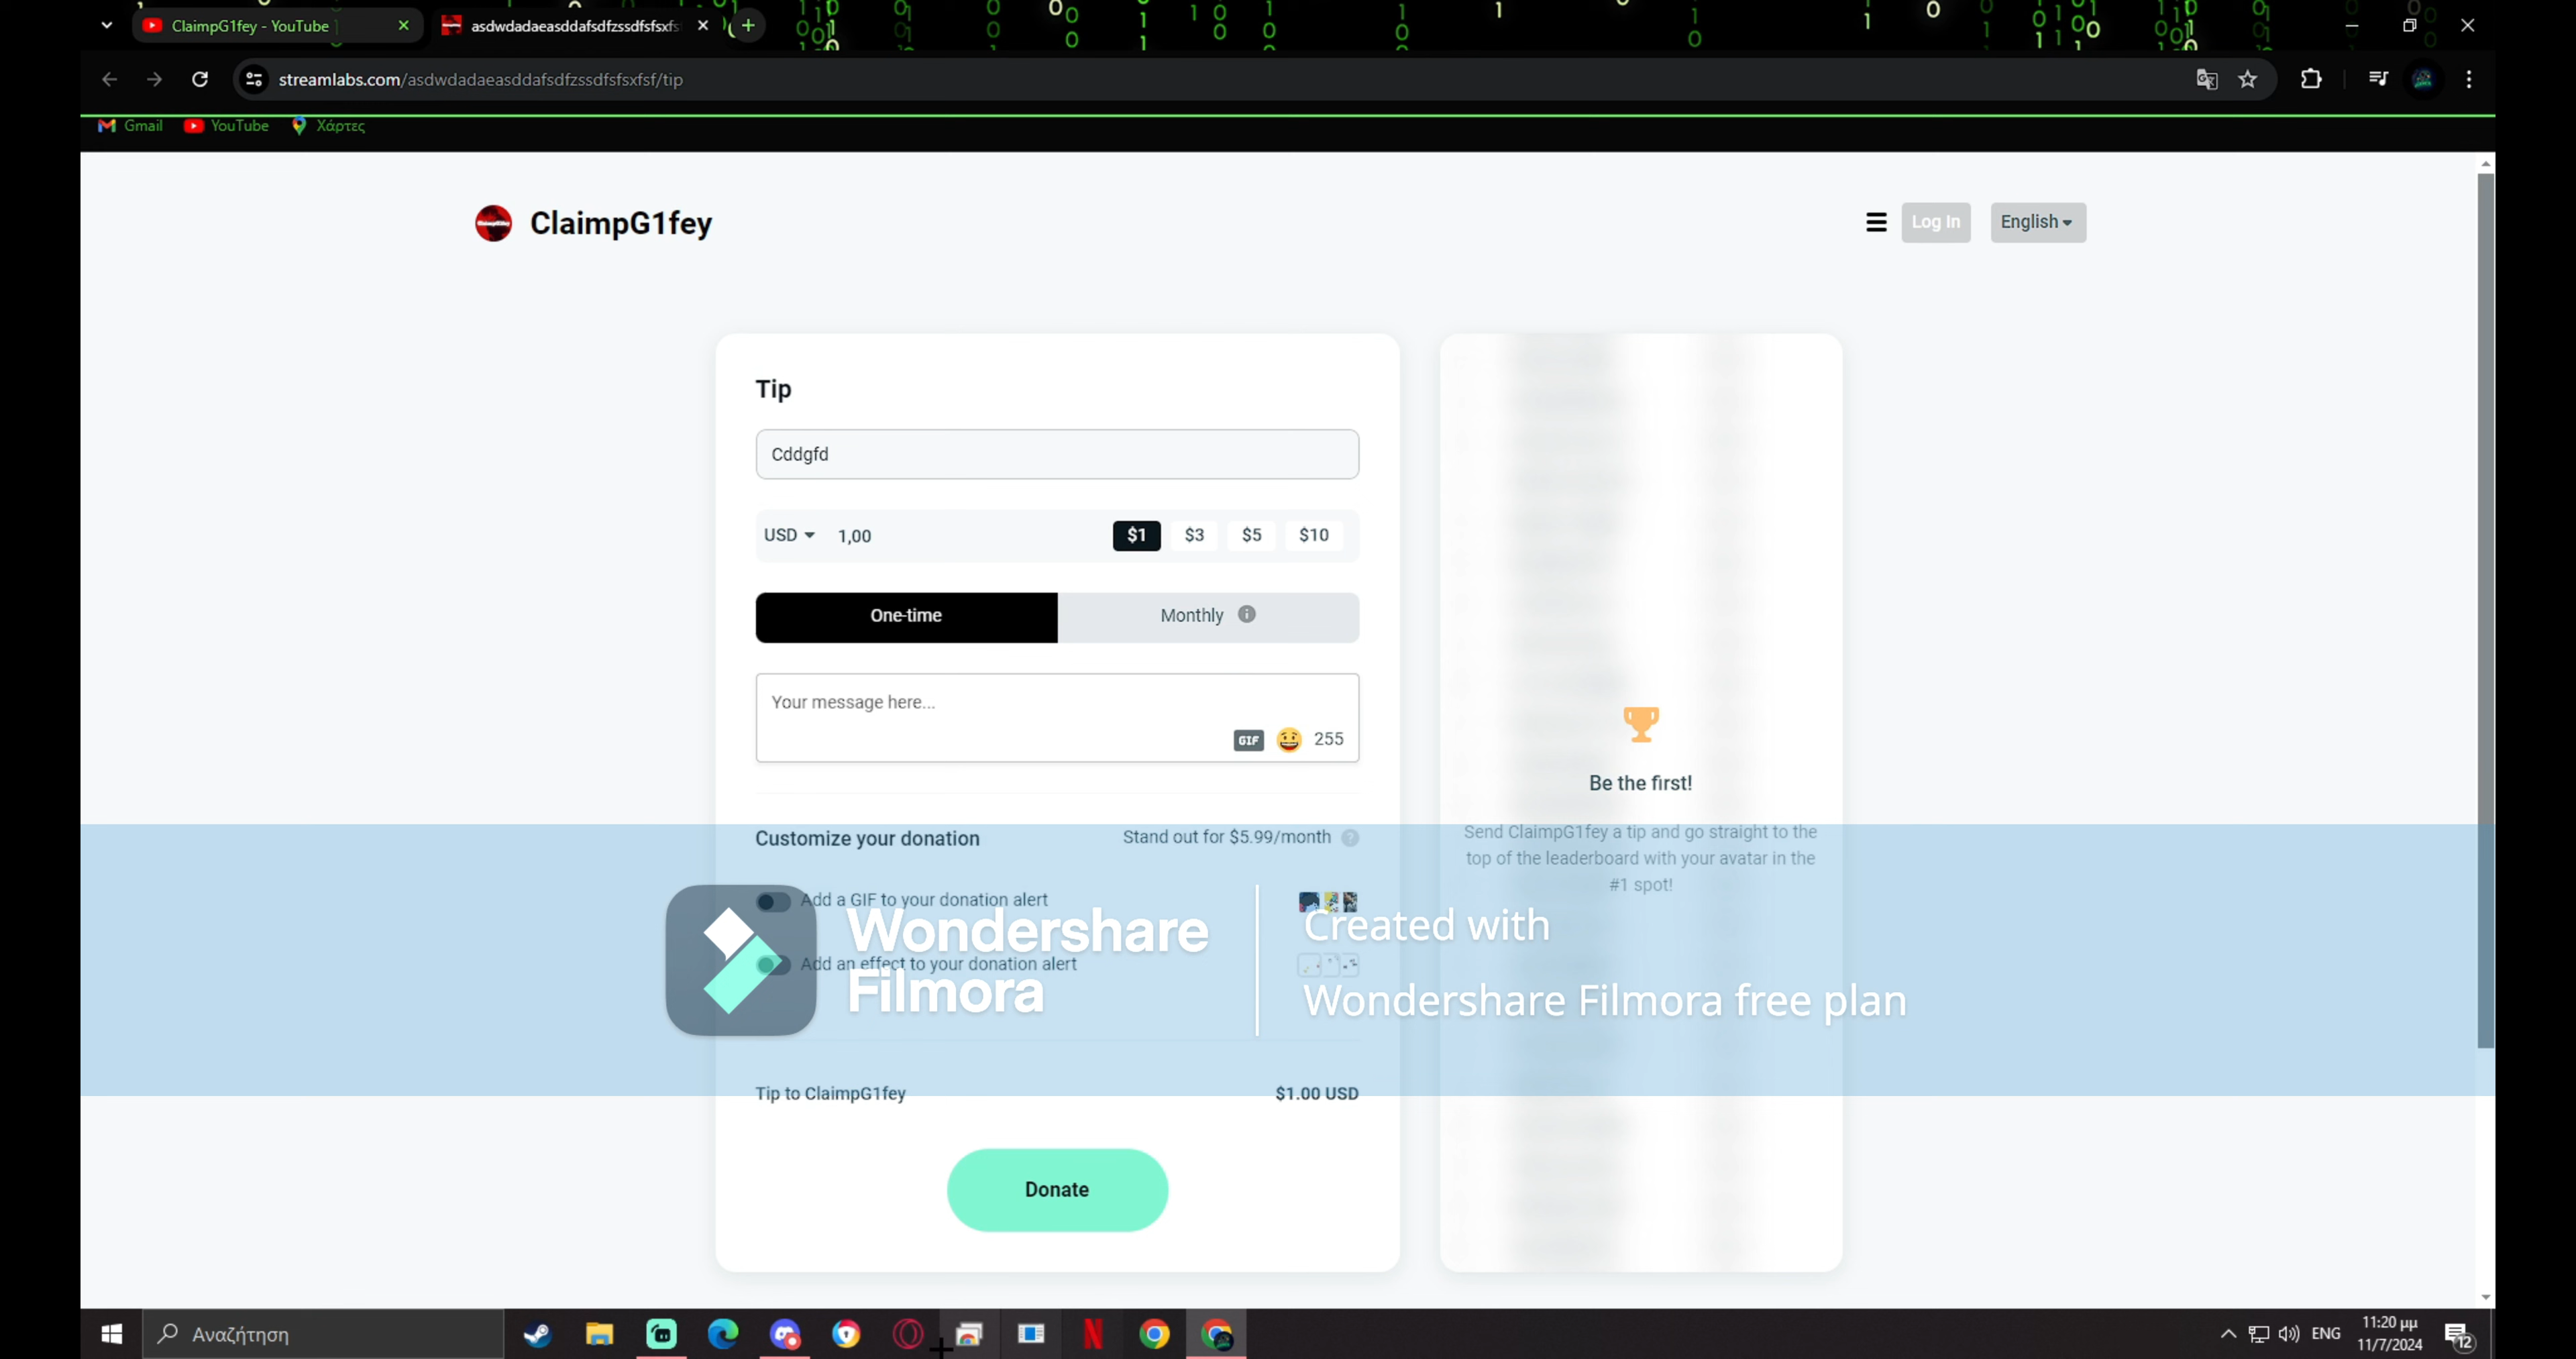 ClaimpG1fey - YouTube
asdwdadaeasddafsdfzssdfsfsxfs
streamlabs.com/asdwdadaeasddafsdfzssdfsfsxfsf/tip
Gmail YouTube Χάρτες
ClaimpG1fey
Log In
English
Tip
Cddgfd
USD 1,00 $1 $3 $5 $10
One-time Monthly
Your message here...
GIF 255
Be the first!
Send ClaimpG1fey a tip and go straight to the
top of the leaderboard with your avatar in the
#1 spot!
Customize your donation Stand out for $5.99/month
Add a GIF to your donation alert
Add an effect to your donation alert
Wondershare
Filmora
Created with
Wondershare Filmora free plan
Tip to ClaimpG1fey $1.00 USD
Donate
Αναζήτηση
ENG
11:20 μμ
11/7/2024
12